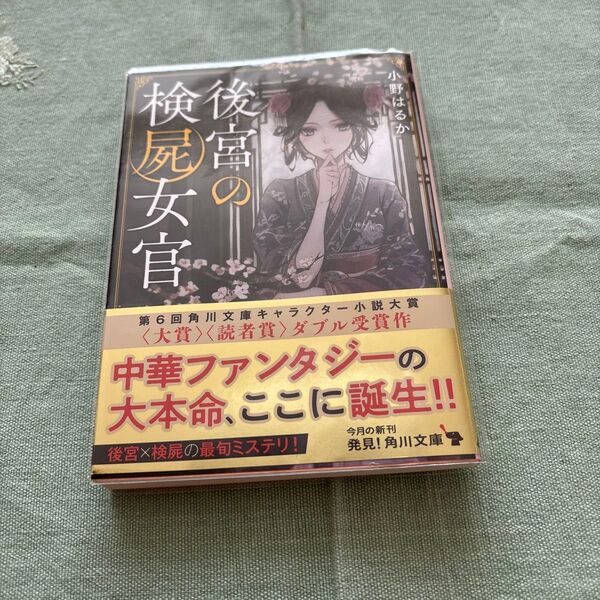 後宮の
検屍女官
小野はるか
第6回角川文庫キャラクター小説大賞
〈大賞〉〈読者賞〉ダブル受賞作
中華ファンタジーの
大本命、ここに誕生!!
後宮×検屍の最旬ミステリ!
今月の新刊
発見!角川文庫